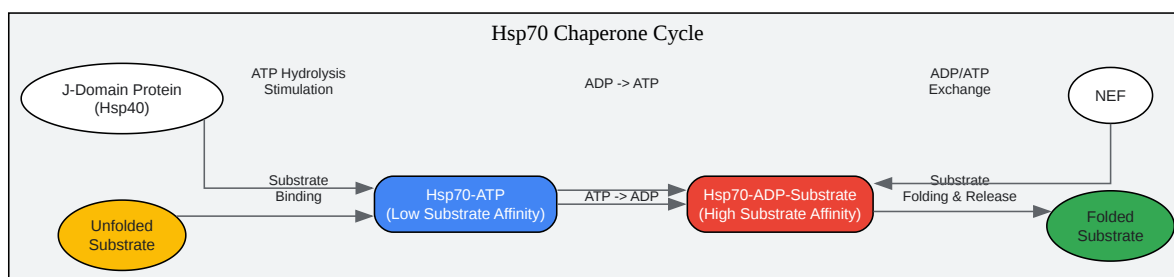 Hsp70 Chaperone Cycle
J-Domain Protein
(Hsp40)
ATP Hydrolysis
Stimulation
ADP -> ATP
ADP/ATP
Exchange
NEF
Substrate
Binding
Hsp70-ATP
(Low Substrate Affinity)
ATP -> ADP
Hsp70-ADP-Substrate
(High Substrate Affinity)
Substrate
Folding & Release
Unfolded
Substrate
Folded
Substrate